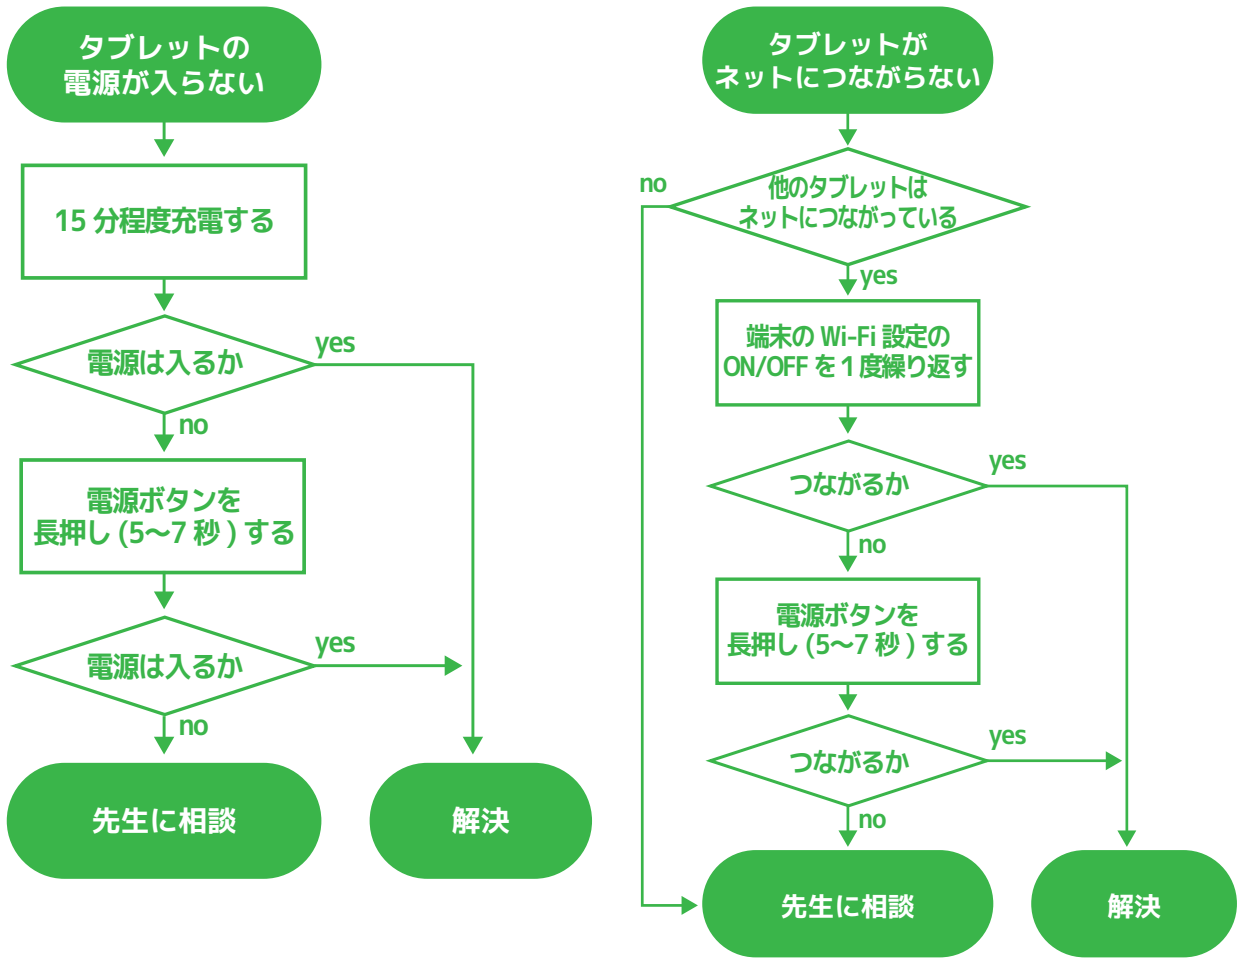 タブレットの
電源が入らない
15 分程度充電する
電源は入るか
yes
no
電源ボタンを
長押し (5〜7 秒 ) する
電源は入るか
yes
no
先生に相談
解決
タブレットが
ネットにつながらない
他のタブレットは
ネットにつながっている
no
yes
端末の Wi-Fi 設定の
ON/OFF を 1 度繰り返す
つながるか
yes
no
電源ボタンを
長押し (5〜7 秒 ) する
つながるか
yes
no
先生に相談
解決